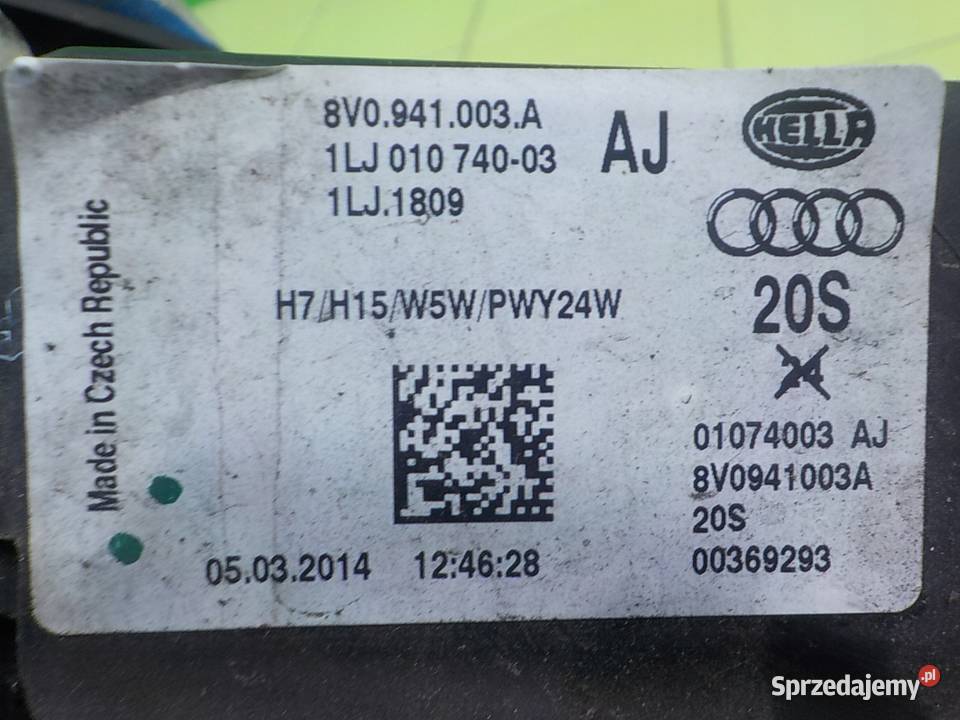 8V0.941.003.A
1LJ 010 740-03
1LJ.1809
AJ
HELLA
H7/H15/W5W/PWY24W
20S
24
Made in Czech Republic
01074003 AJ
8V0941003A
20S
00369293
05.03.2014 12:46:28
Sprzedajemy.pl